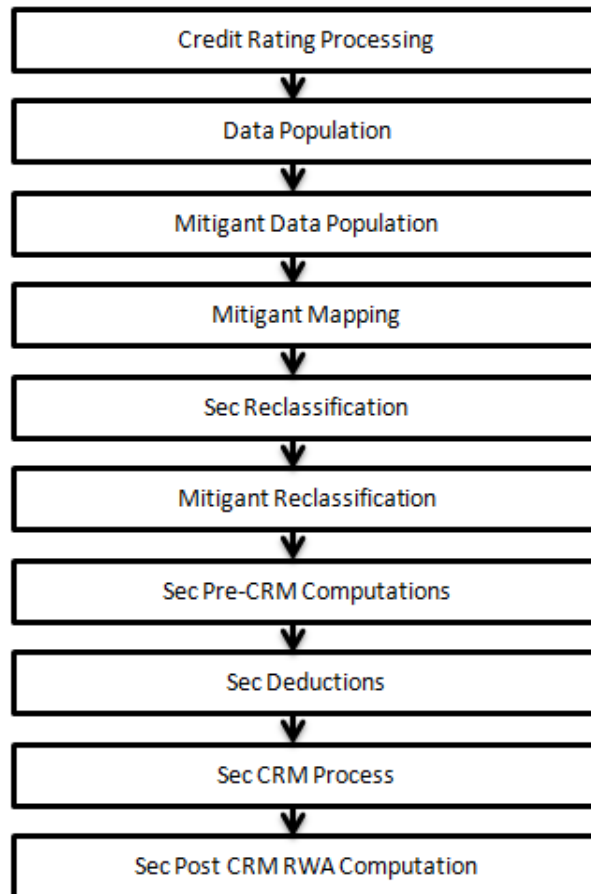 Credit Rating Processing
Data Population
Mitigant Data Population
Mitigant Mapping
Sec Reclassification
Mitigant Reclassification
Sec Pre-CRM Computations
Sec Deductions
Sec CRM Process
Sec Post CRM RWA Computation